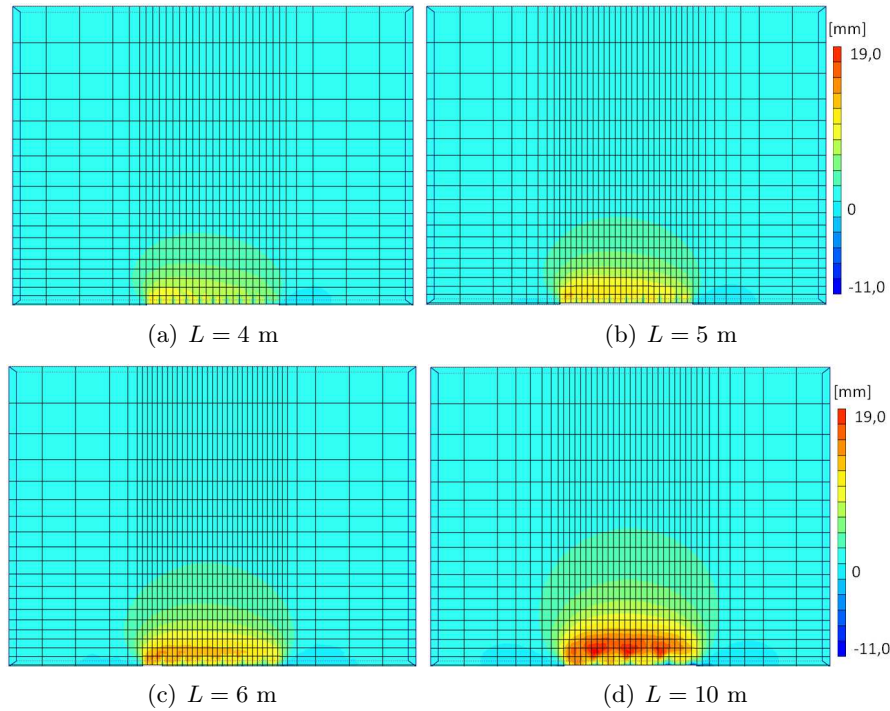 [mm]
19,0
0
-11,0
(a) L = 4 m
(b) L = 5 m
[mm]
19,0
0
-11,0
(c) L = 6 m
(d) L = 10 m